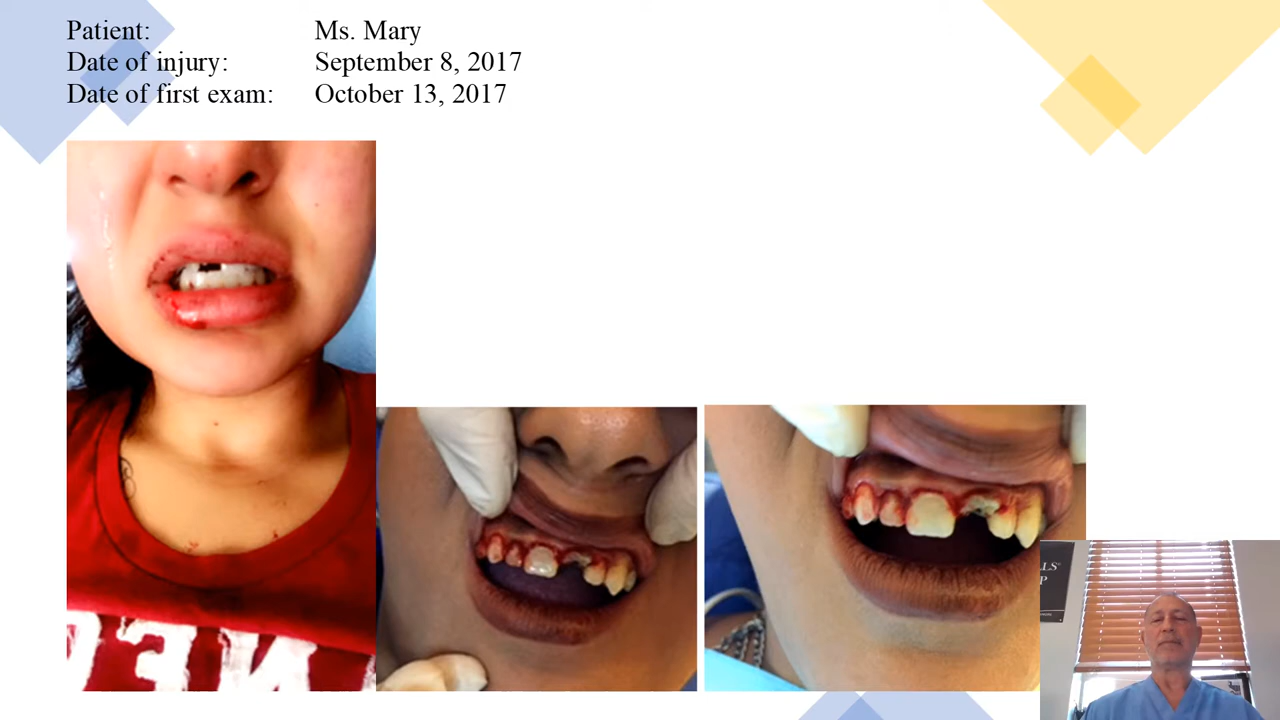 Patient: Ms. Mary
Date of injury: September 8, 2017
Date of first exam: October 13, 2017